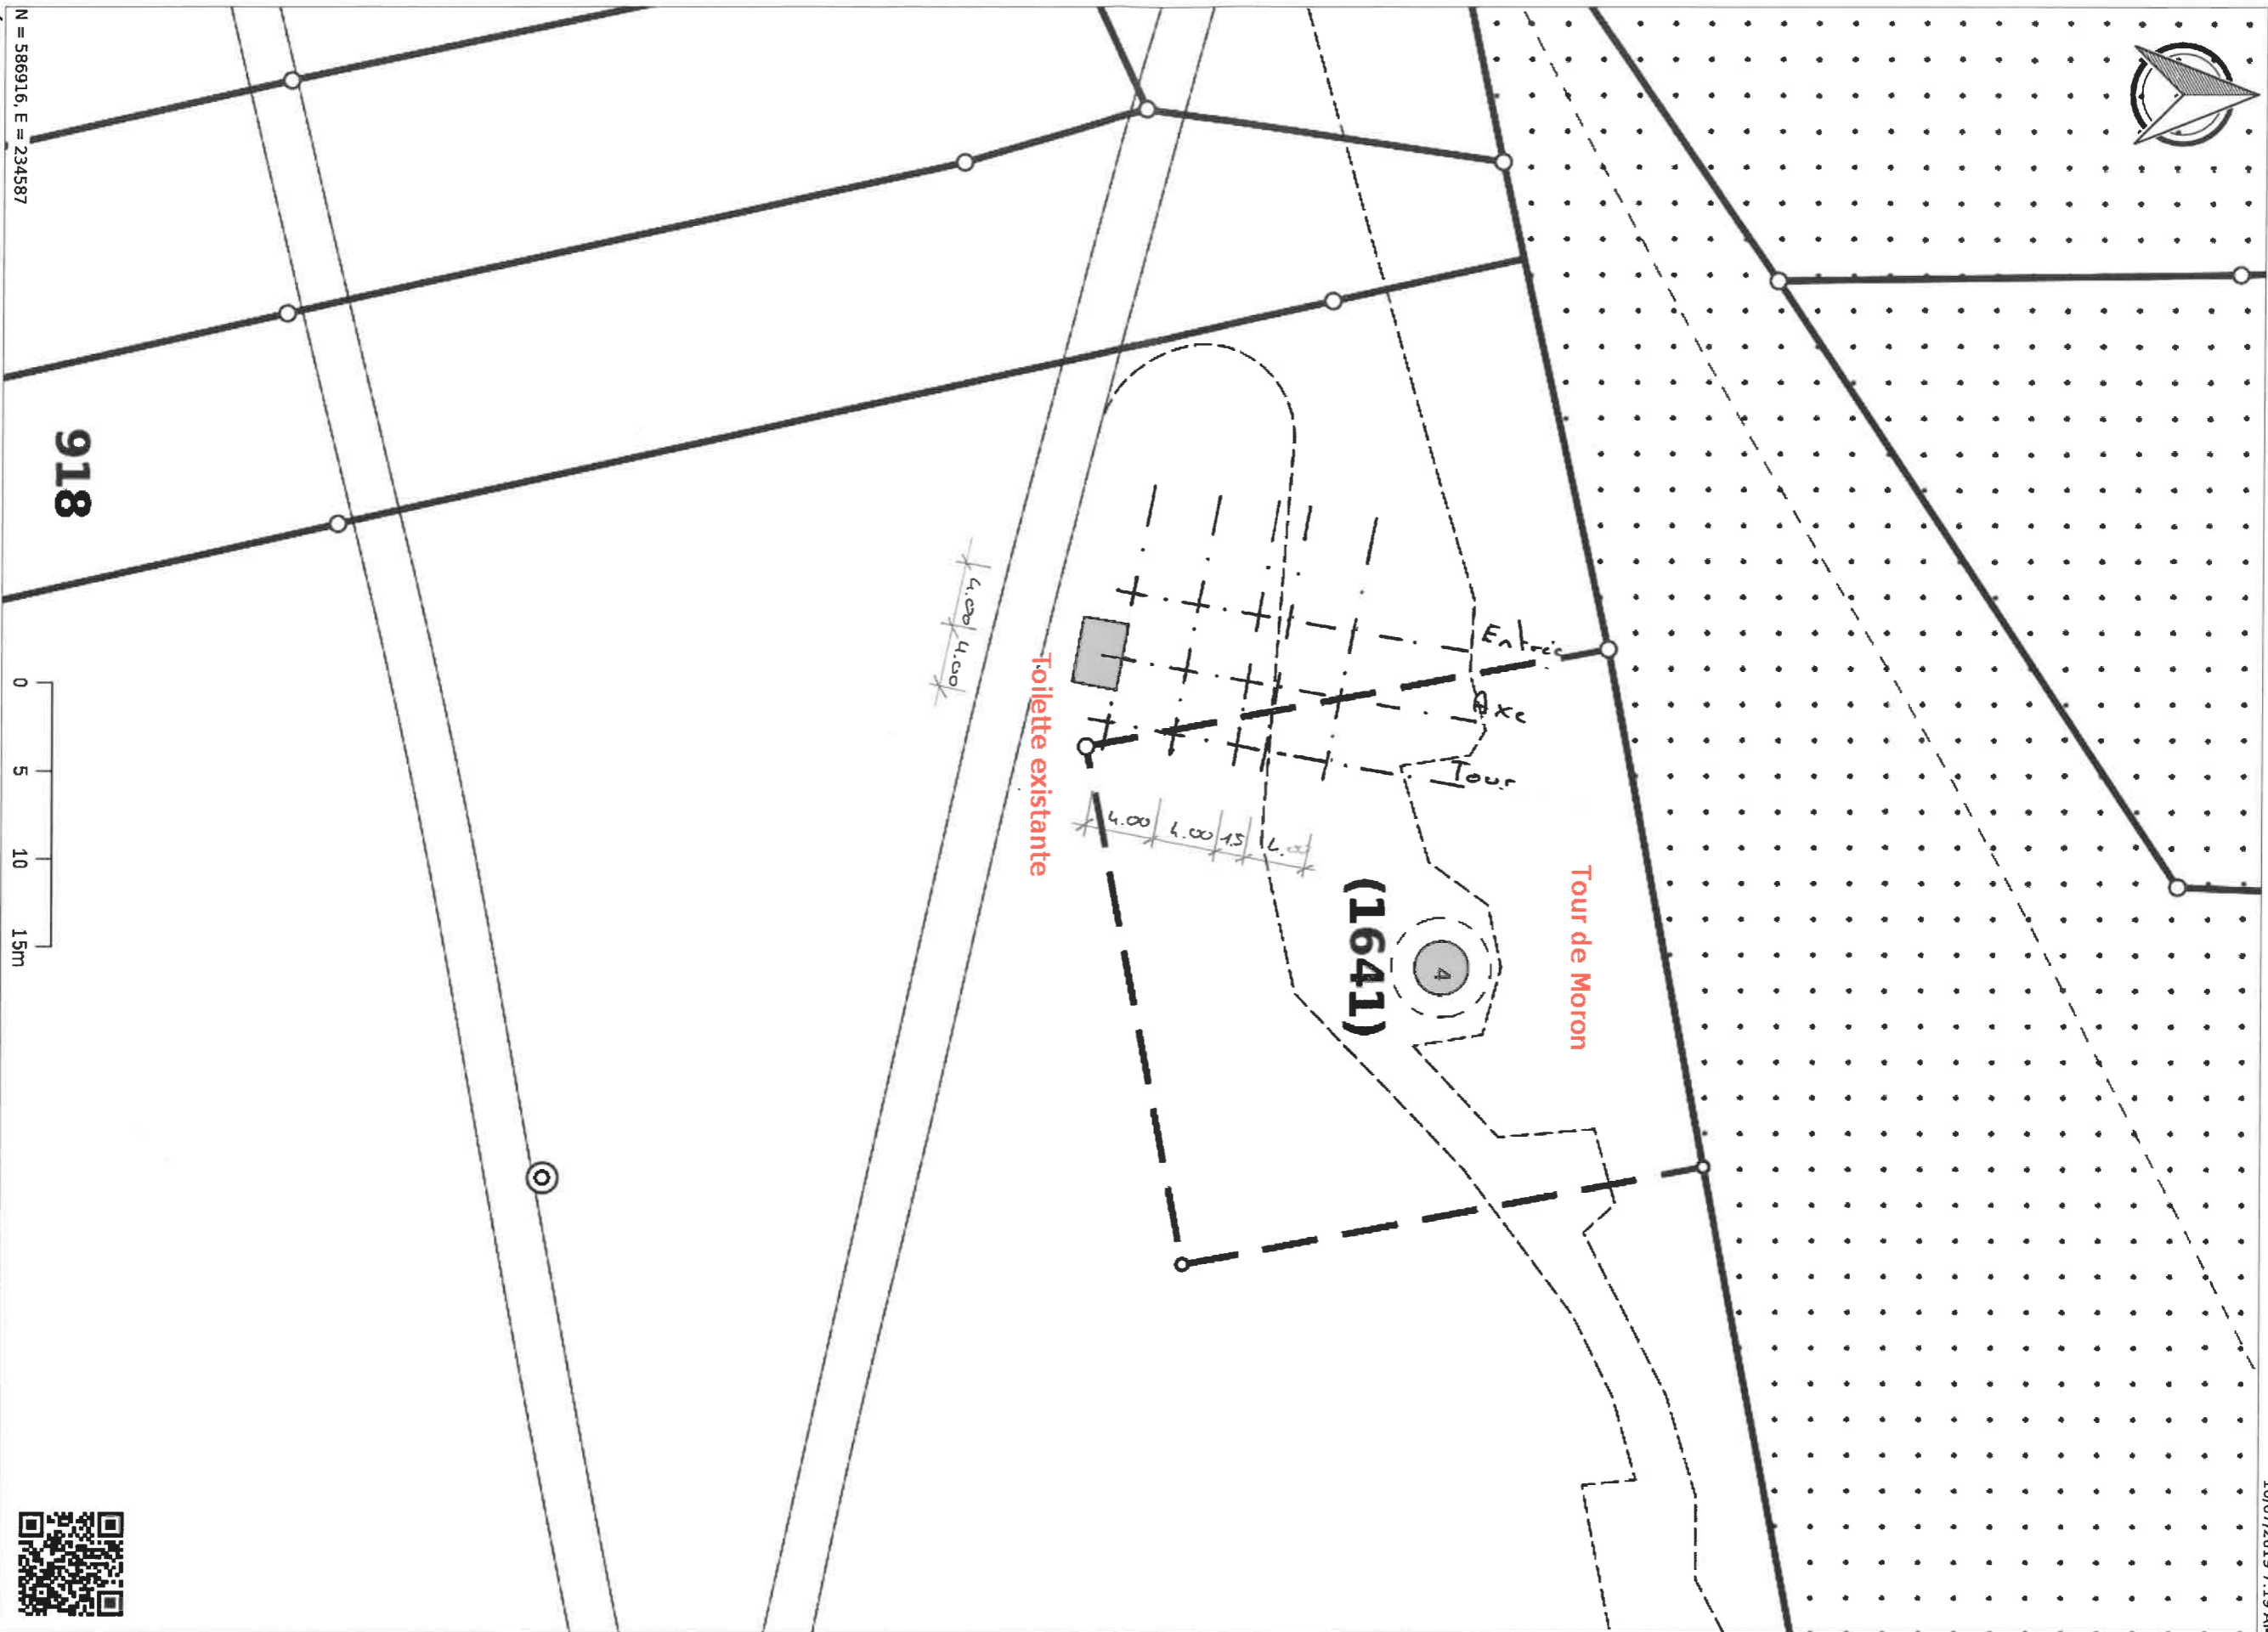 N = 586916, E = 234587
918
4.00
4.00
Entrée
Axe
Tour
4.00
4.00
1.5
Toilette existante
(1641)
4
Tour de Moron
0
5
10
15m